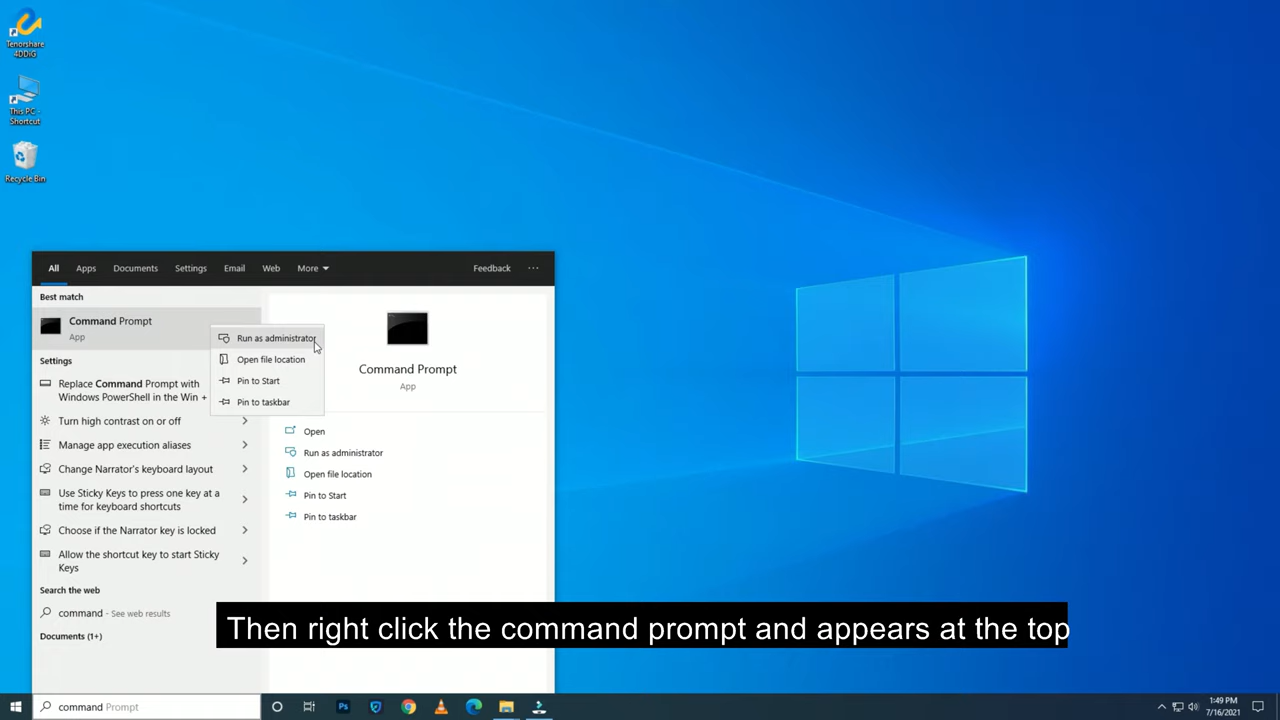 Tenorshare
4DDiG
This PC -
Shortcut
Recycle Bin
All Apps Documents Settings Email Web More Feedback ...
Best match
Command Prompt
App
Run as administrator
Open file location
Pin to Start
Pin to taskbar
Settings
Replace Command Prompt with
Windows PowerShell in the Win +
Turn high contrast on or off
Manage app execution aliases
Change Narrator's keyboard layout
Use Sticky Keys to press one key at a
time for keyboard shortcuts
Choose if the Narrator key is locked
Allow the shortcut key to start Sticky
Keys
Search the web
command - See web results
Documents (1+)
Command Prompt
App
Open
Run as administrator
Open file location
Pin to Start
Pin to taskbar
Then right click the command prompt and appears at the top
command Prompt
Ps
1:49 PM
7/16/2021